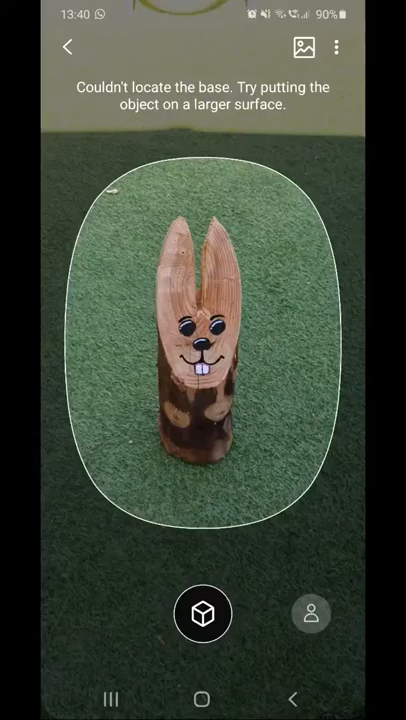 13:40
90%
Couldn't locate the base. Try putting the
object on a larger surface.